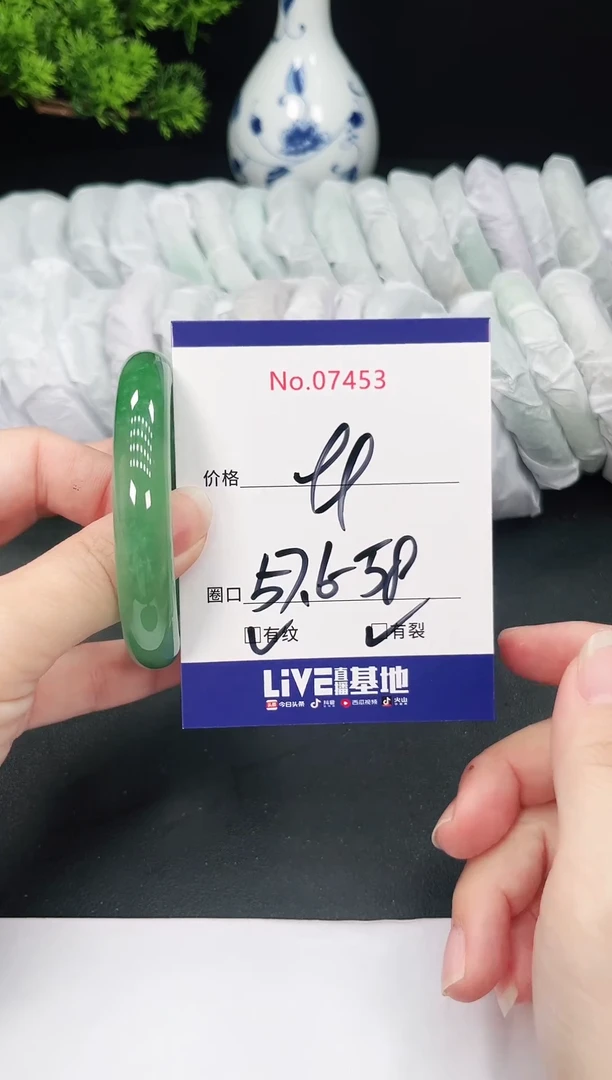 No.07453
价格
圈口 57.6-58
☑有纹 ☑有裂
LiVE直播基地
今日头条 抖音 西瓜视频 火山